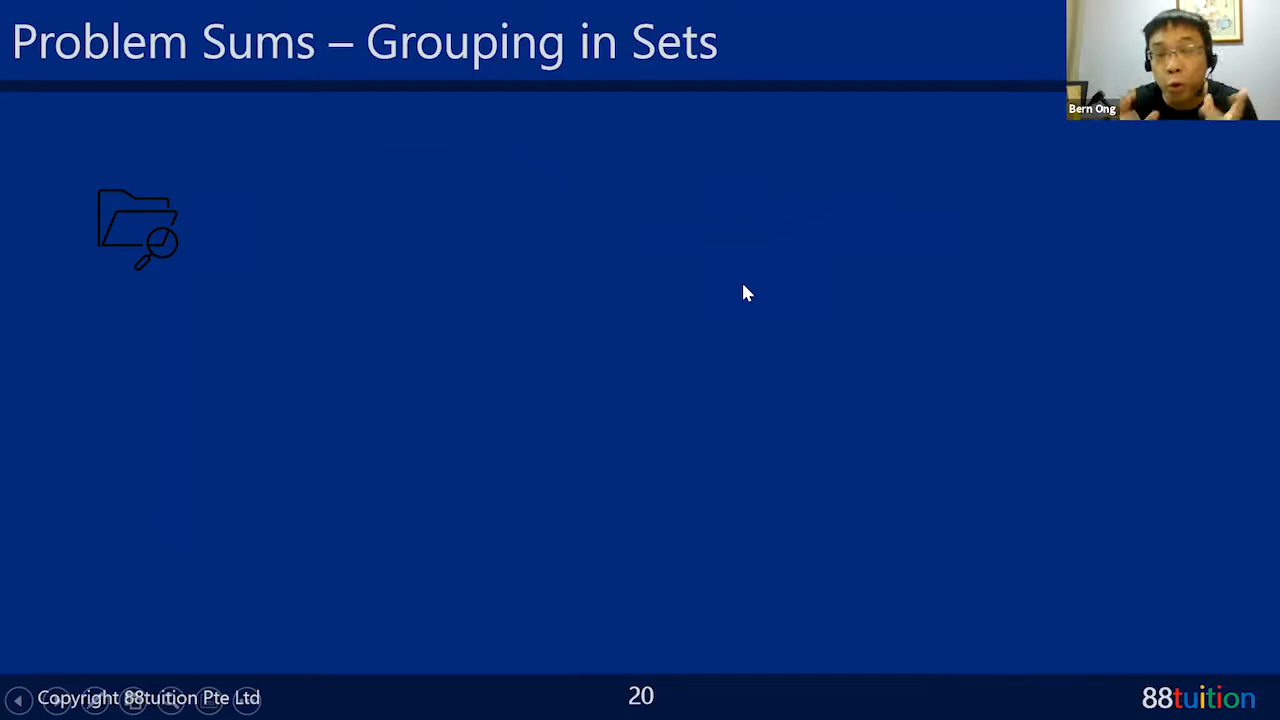 Problem Sums – Grouping in Sets
Bern Ong
Copyright 88tuition Pte Ltd
20
88tuition